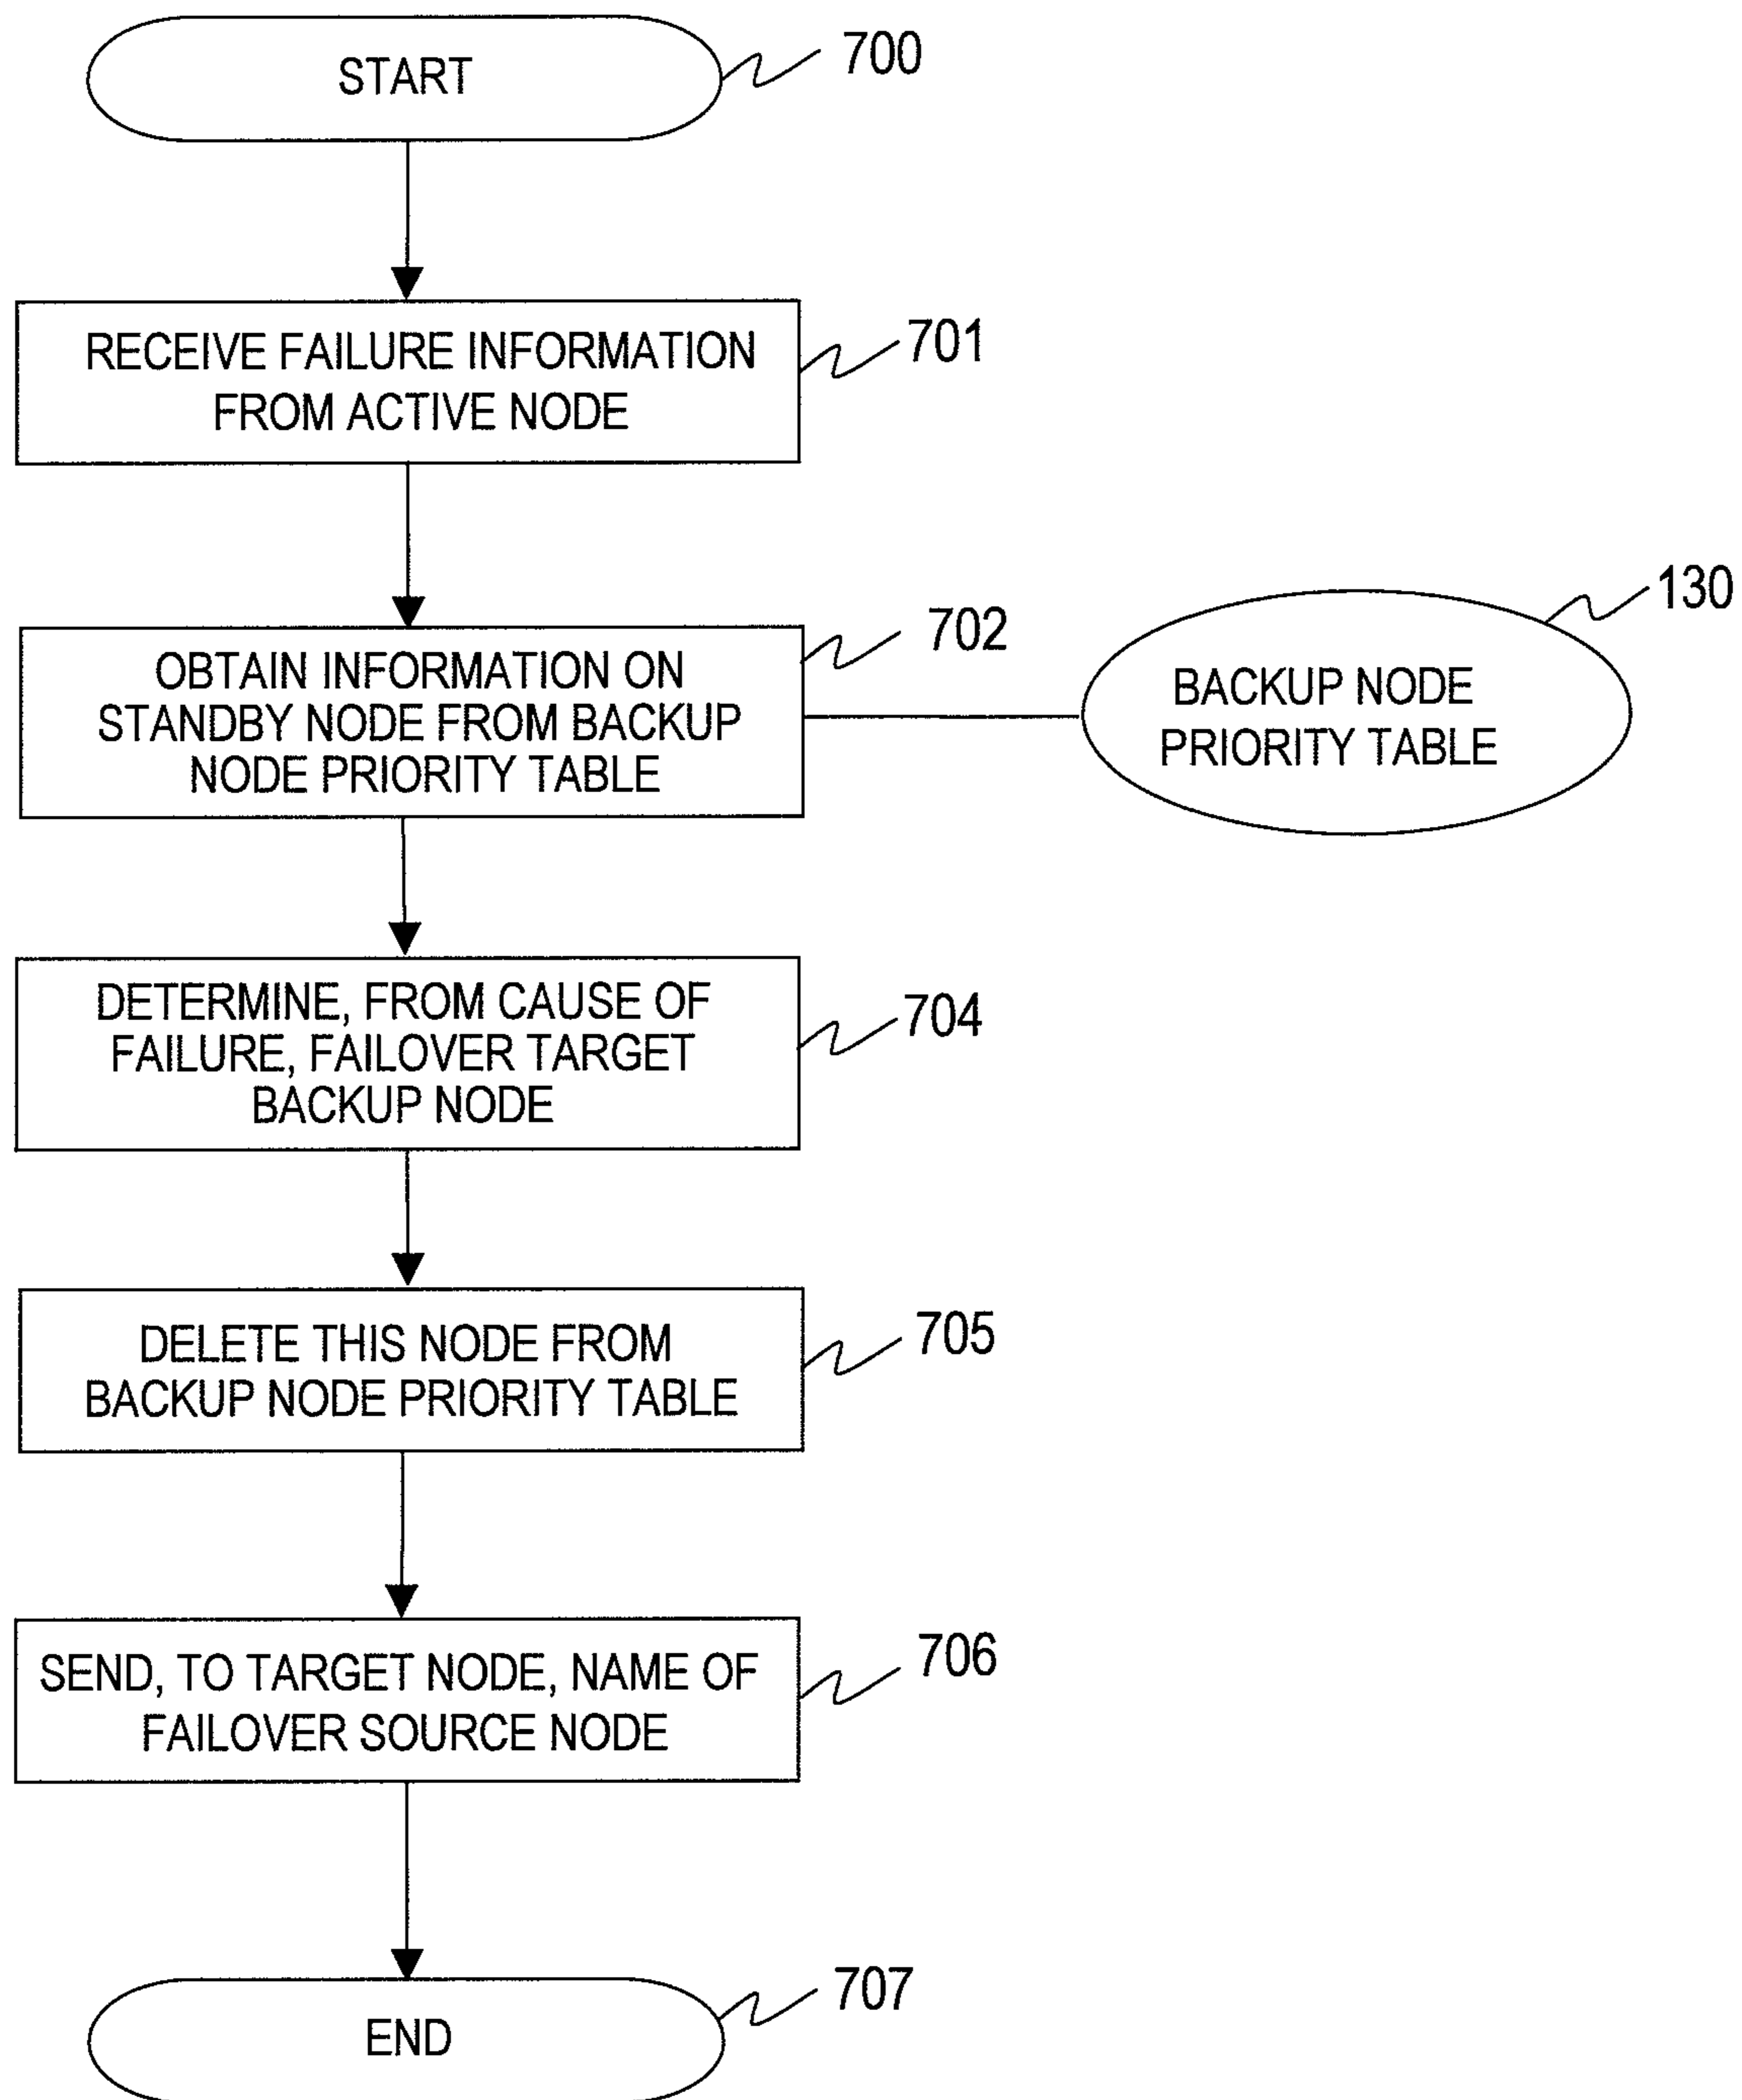 START
700
RECEIVE FAILURE INFORMATION
FROM ACTIVE NODE
701
OBTAIN INFORMATION ON
STANDBY NODE FROM BACKUP
NODE PRIORITY TABLE
702
BACKUP NODE
PRIORITY TABLE
130
DETERMINE, FROM CAUSE OF
FAILURE, FAILOVER TARGET
BACKUP NODE
704
DELETE THIS NODE FROM
BACKUP NODE PRIORITY TABLE
705
SEND, TO TARGET NODE, NAME OF
FAILOVER SOURCE NODE
706
END
707